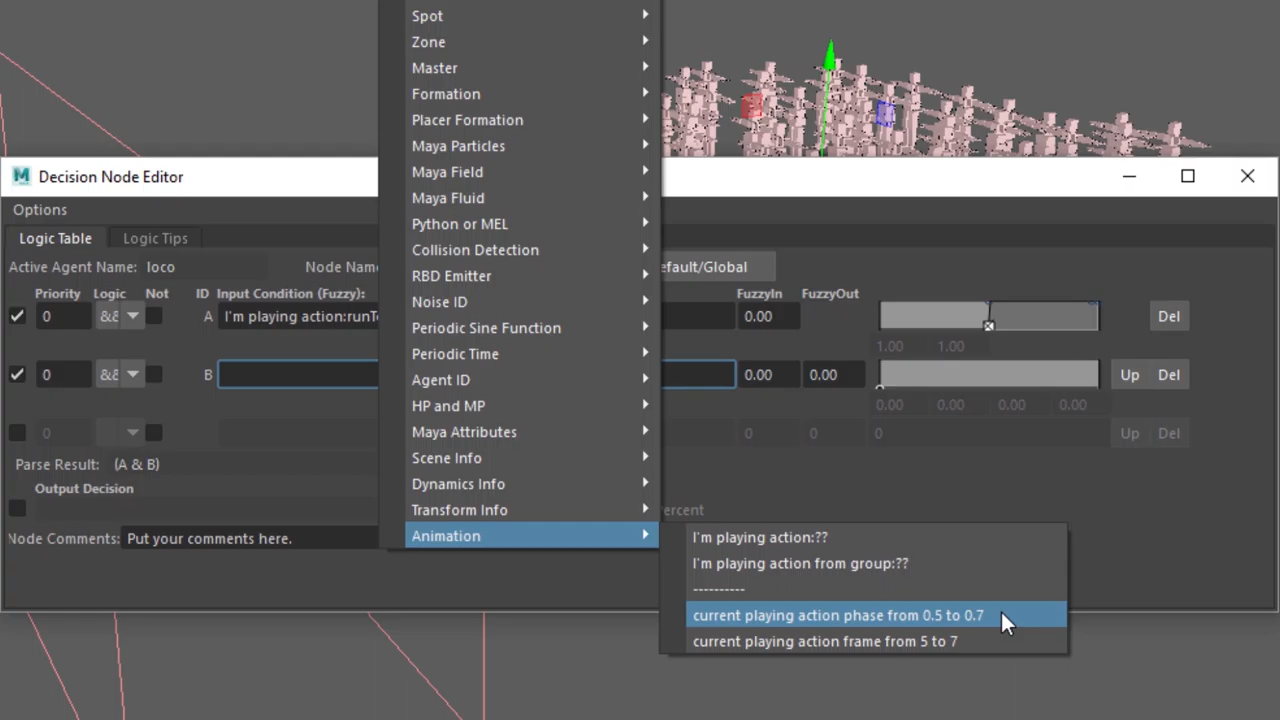 Spot
Zone
Master
Formation
Placer Formation
Maya Particles
Maya Field
Maya Fluid
Python or MEL
Collision Detection
RBD Emitter
Noise ID
Periodic Sine Function
Periodic Time
Agent ID
HP and MP
Maya Attributes
Scene Info
Dynamics Info
Transform Info
Animation
I'm playing action:??
I'm playing action from group:??
----------
current playing action phase from 0.5 to 0.7
current playing action frame from 5 to 7
Decision Node Editor
Options
Logic Table Logic Tips
Active Agent Name: loco Node Name efault/Global
Priority Logic Not ID Input Condition (Fuzzy): FuzzyIn FuzzyOut
0 && A I'm playing action:runT 0.00 Del
1.00 1.00
0 && B 0.00 0.00 Up Del
0.00 0.00 0.00 0.00
0 0 0 0 Up Del
Parse Result: (A & B)
Output Decision
ercent
Node Comments: Put your comments here.